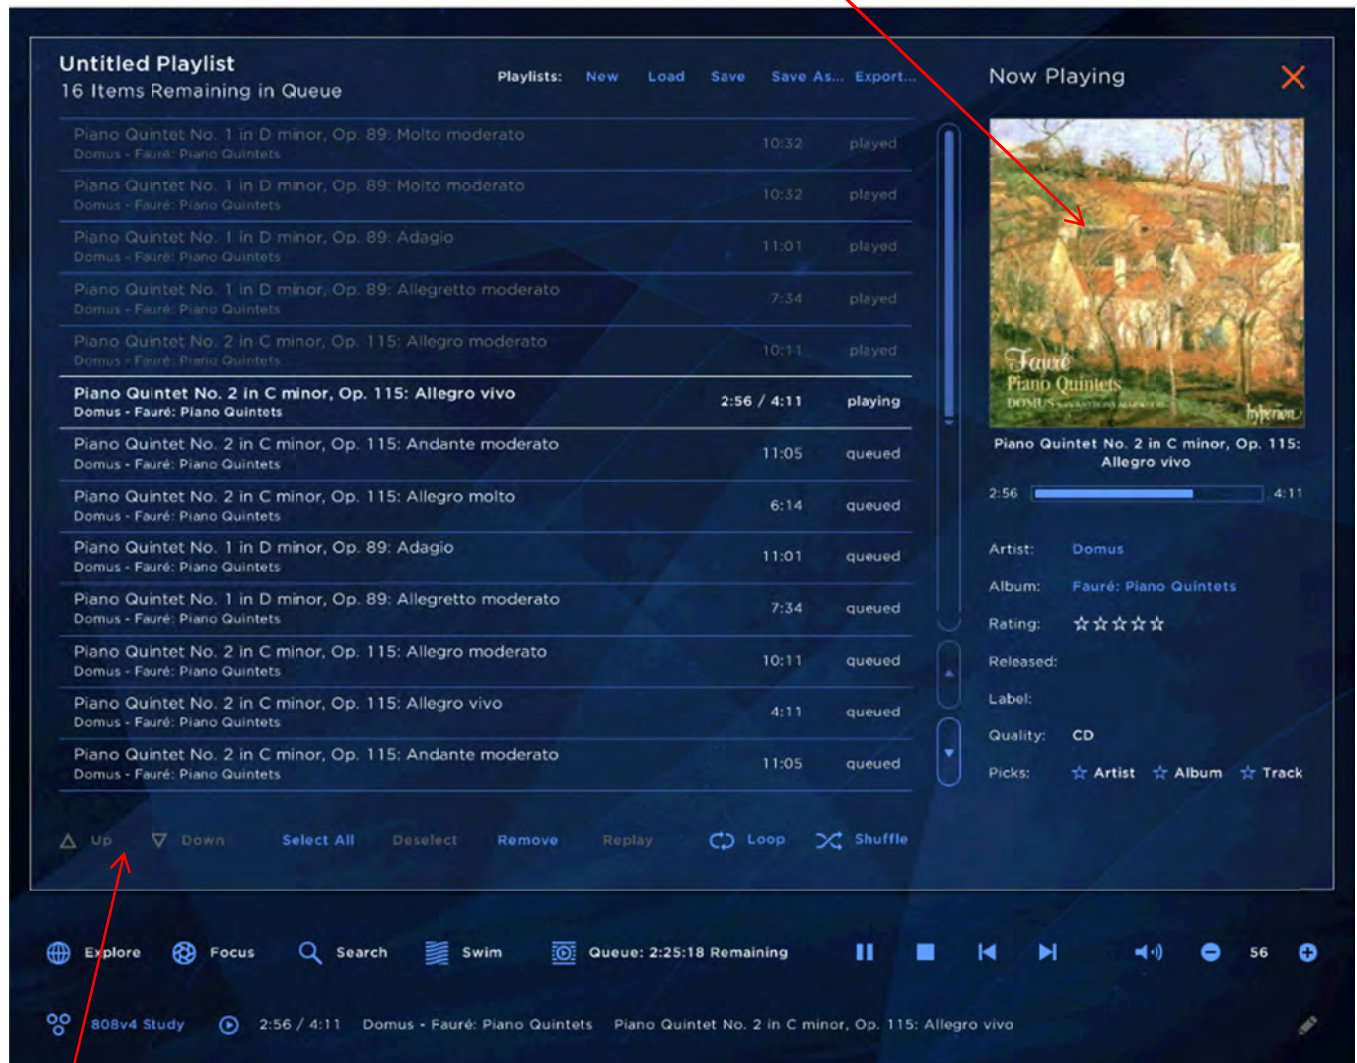 Untitled Playlist
16 Items Remaining in Queue
Playlists: New Load Save Save As... Export...
Piano Quintet No. 1 in D minor, Op. 89: Molto moderato
Domus - Fauré: Piano Quintets
10:32 played
Piano Quintet No. 1 in D minor, Op. 89: Molto moderato
Domus - Fauré: Piano Quintets
10:32 played
Piano Quintet No. 1 in D minor, Op. 89: Adagio
Domus - Fauré: Piano Quintets
11:01 played
Piano Quintet No. 1 in D minor, Op. 89: Allegretto moderato
Domus - Fauré: Piano Quintets
7:34 played
Piano Quintet No. 2 in C minor, Op. 115: Allegro moderato
Domus - Fauré: Piano Quintets
10:11 played
Piano Quintet No. 2 in C minor, Op. 115: Allegro vivo
Domus - Fauré: Piano Quintets
2:56 / 4:11 playing
Piano Quintet No. 2 in C minor, Op. 115: Andante moderato
Domus - Fauré: Piano Quintets
11:05 queued
Piano Quintet No. 2 in C minor, Op. 115: Allegro molto
Domus - Fauré: Piano Quintets
6:14 queued
Piano Quintet No. 1 in D minor, Op. 89: Adagio
Domus - Fauré: Piano Quintets
11:01 queued
Piano Quintet No. 1 in D minor, Op. 89: Allegretto moderato
Domus - Fauré: Piano Quintets
7:34 queued
Piano Quintet No. 2 in C minor, Op. 115: Allegro moderato
Domus - Fauré: Piano Quintets
10:11 queued
Piano Quintet No. 2 in C minor, Op. 115: Allegro vivo
Domus - Fauré: Piano Quintets
4:11 queued
Piano Quintet No. 2 in C minor, Op. 115: Andante moderato
Domus - Fauré: Piano Quintets
11:05 queued
Up Down Select All Deselect Remove Replay Loop Shuffle
Now Playing
Fauré
Piano Quintets
DOMUS
hyperion
Piano Quintet No. 2 in C minor, Op. 115:
Allegro vivo
2:56 4:11
Artist: Domus
Album: Fauré: Piano Quintets
Rating:
Released:
Label:
Quality: CD
Picks: Artist Album Track
Explore Focus Search Swim Queue: 2:25:18 Remaining 56
808v4 Study 2:56 / 4:11 Domus - Fauré: Piano Quintets Piano Quintet No. 2 in C minor, Op. 115: Allegro vivo